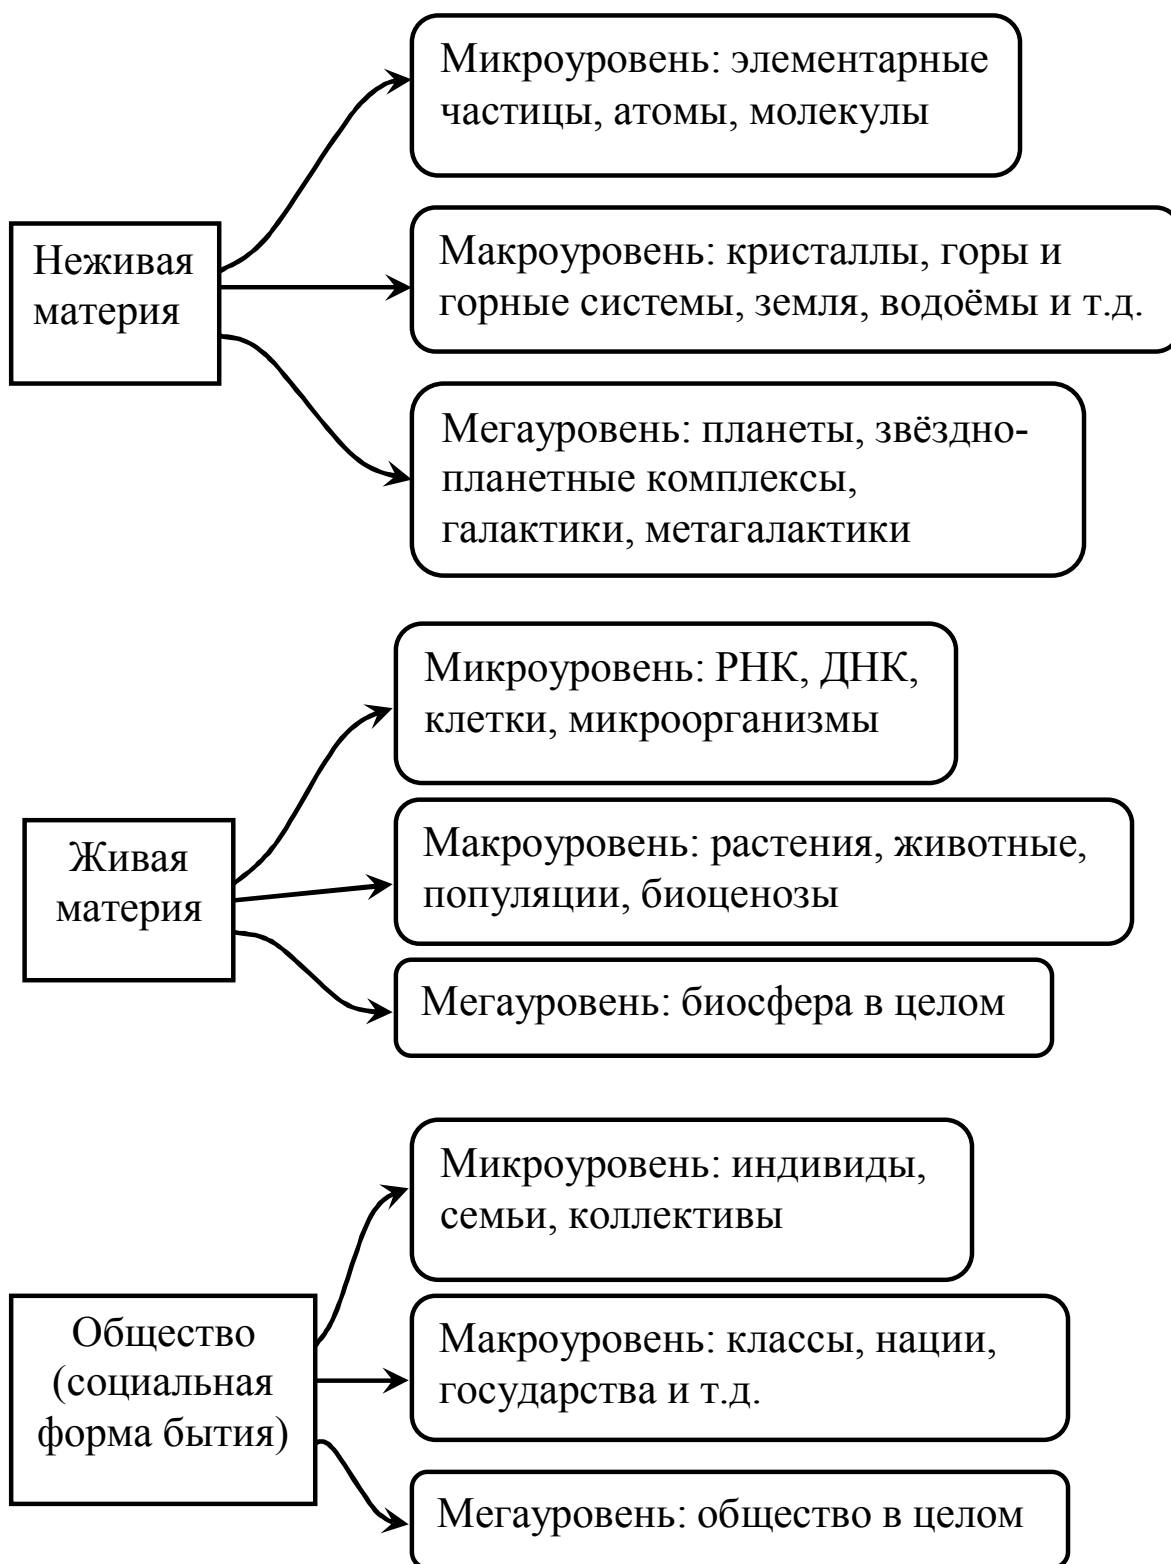 Неживая
материя
Микроуровень: элементарные
частицы, атомы, молекулы
Макроуровень: кристаллы, горы и
горные системы, земля, водоёмы и т.д.
Мегауровень: планеты, звёздно-
планетные комплексы,
галактики, метагалактики
Живая
материя
Микроуровень: РНК, ДНК,
клетки, микроорганизмы
Макроуровень: растения, животные,
популяции, биоценозы
Мегауровень: биосфера в целом
Общество
(социальная
форма бытия)
Микроуровень: индивиды,
семьи, коллективы
Макроуровень: классы, нации,
государства и т.д.
Мегауровень: общество в целом